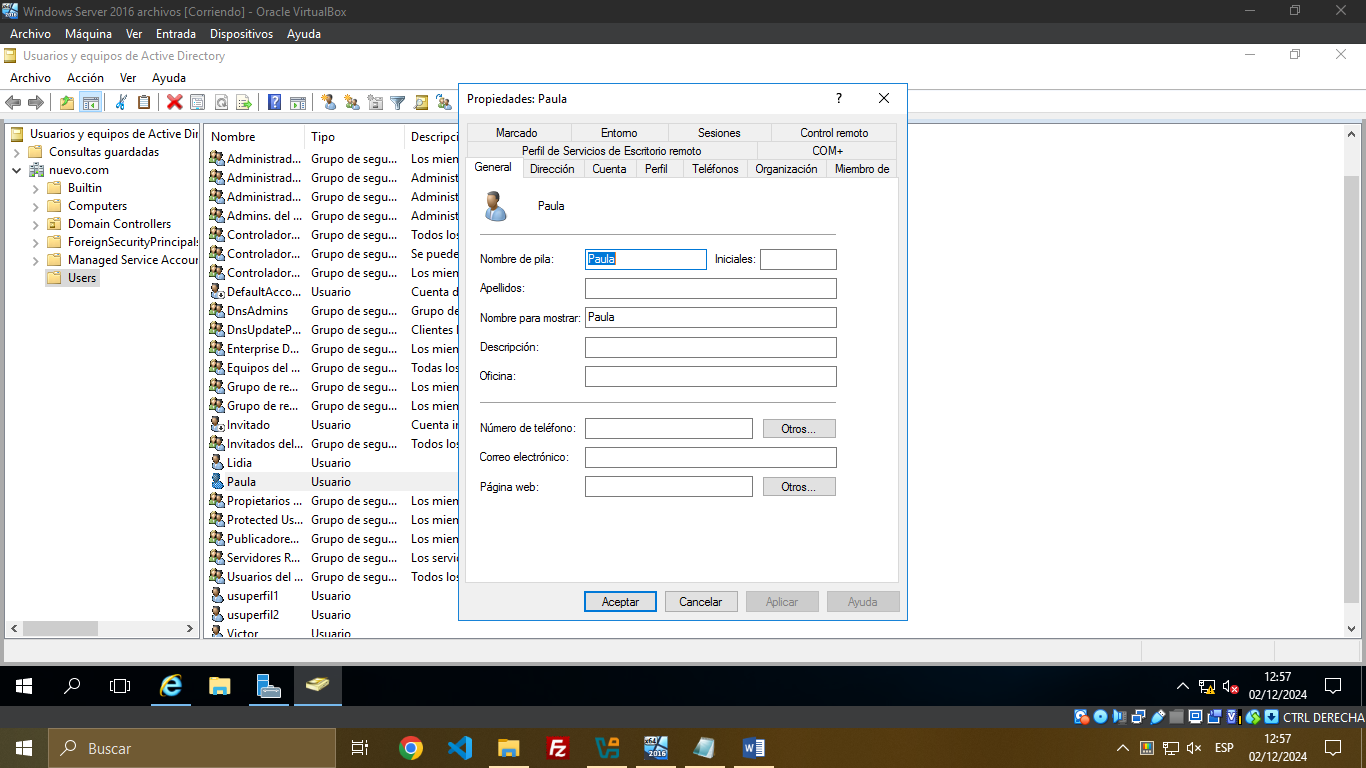 Windows Server 2016 archivos [Corriendo] - Oracle VirtualBox
Archivo Máquina Ver Entrada Dispositivos Ayuda
Usuarios y equipos de Active Directory
Archivo Acción Ver Ayuda
Usuarios y equipos de Active Dir
Consultas guardadas
nuevo.com
Builtin
Computers
Domain Controllers
ForeignSecurityPrincipals
Managed Service Accour
Users
Nombre Tipo Descripci
Administrad... Grupo de segu... Los mien
Administrad... Grupo de segu... Administ
Administrad... Grupo de segu... Administ
Admins. del ... Grupo de segu... Administ
Controlador... Grupo de segu... Todos los
Controlador... Grupo de segu... Se puede
Controlador... Grupo de segu... Los mien
DefaultAcco... Usuario Cuenta d
DnsAdmins Grupo de segu... Grupo de
DnsUpdateP... Grupo de segu... Clientes
Enterprise D... Grupo de segu... Los mien
Equipos del ... Grupo de segu... Todas los
Grupo de re... Grupo de segu... Los mien
Grupo de re... Grupo de segu... Los mien
Invitado Usuario Cuenta in
Invitados del... Grupo de segu... Todos los
Lidia Usuario
Paula Usuario
Propietarios ... Grupo de segu... Los mien
Protected Us... Grupo de segu... Los mien
Publicadore... Grupo de segu... Los mien
Servidores R... Grupo de segu... Los servic
Usuarios del ... Grupo de segu... Todos los
usuperfil1 Usuario
usuperfil2 Usuario
Victor Usuario
Propiedades: Paula ?
Marcado Entorno Sesiones Control remoto
Perfil de Servicios de Escritorio remoto COM+
General Dirección Cuenta Perfil Teléfonos Organización Miembro de
Paula
Nombre de pila: Paula Iniciales:
Apellidos:
Nombre para mostrar: Paula
Descripción:
Oficina:
Número de teléfono: Otros...
Correo electrónico:
Página web: Otros...
Aceptar Cancelar Aplicar Ayuda
12:57
02/12/2024
CTRL DERECHA
Buscar
x64
2016
ESP
12:57
02/12/2024